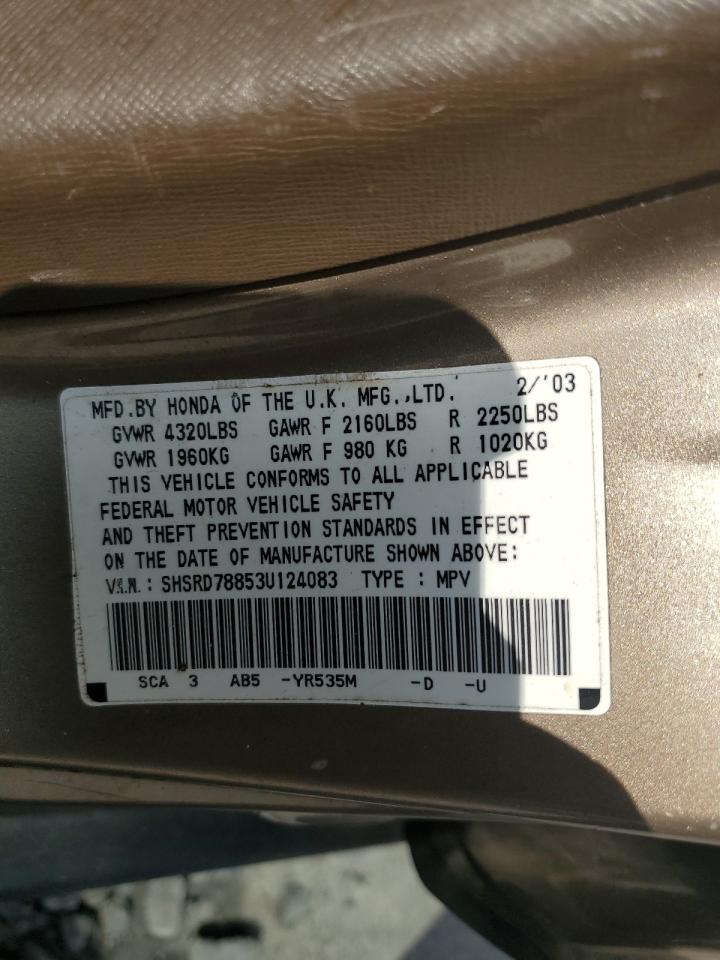 MFD.BY HONDA OF THE U.K. MFG.,LTD. 2/'03
GVWR 4320LBS GAWR F 2160LBS R 2250LBS
GVWR 1960KG GAWR F 980 KG R 1020KG
THIS VEHICLE CONFORMS TO ALL APPLICABLE
FEDERAL MOTOR VEHICLE SAFETY
AND THEFT PREVENTION STANDARDS IN EFFECT
ON THE DATE OF MANUFACTURE SHOWN ABOVE:
V.I.N.: SHSRD78853U124083 TYPE : MPV
SCA 3 AB5 -YR535M -D -U